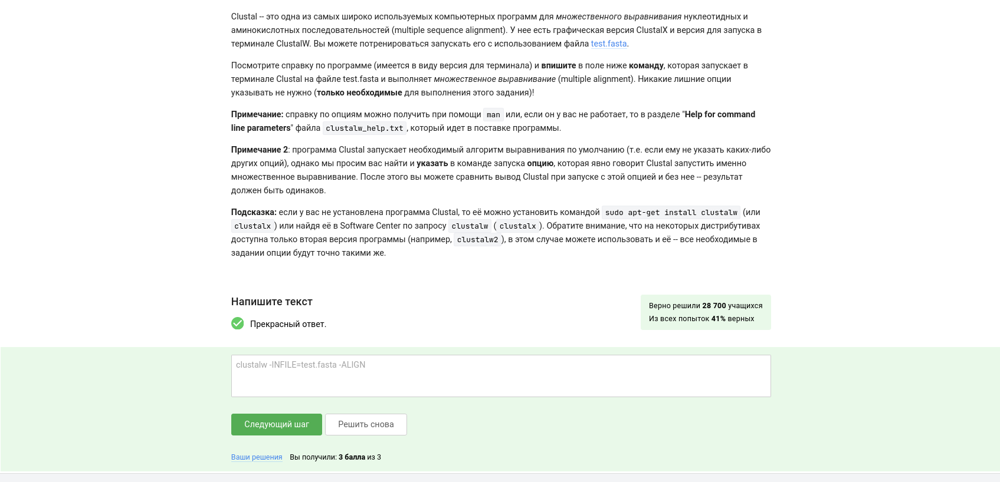 Clustal -- это одна из самых широко используемых компьютерных программ для множественного выравнивания нуклеотидных и
аминокислотных последовательностей (multiple sequence alignment). У нее есть графическая версия ClustalX и версия для запуска в
терминале ClustalW. Вы можете потренироваться запускать его с использованием файла test.fasta.
Посмотрите справку по программе (имеется в виду версия для терминала) и впишите в поле ниже команду, которая запускает в
терминале Clustal на файле test.fasta и выполняет множественное выравнивание (multiple alignment). Никакие лишние опции
указывать не нужно (только необходимые для выполнения этого задания)!
Примечание: справку по опциям можно получить при помощи man или, если он у вас не работает, то в разделе "Help for command
line parameters" файла clustalw_help.txt, который идет в поставке программы.
Примечание 2: программа Clustal запускает необходимый алгоритм выравнивания по умолчанию (т.е. если ему не указать каких-либо
других опций), однако мы просим вас найти и указать в команде запуска опцию, которая явно говорит Clustal запустить именно
множественное выравнивание. После этого вы можете сравнить вывод Clustal при запуске с этой опцией и без нее -- результат
должен быть одинаков.
Подсказка: если у вас не установлена программа Clustal, то её можно установить командой sudo apt-get install clustalw (или
clustalx) или найдя её в Software Center по запросу clustalw (clustalx). Обратите внимание, что на некоторых дистрибутивах
доступна только вторая версия программы (например, clustalw2), в этом случае можете использовать и её -- все необходимые в
задании опции будут точно такими же.
Напишите текст
Верно решили 28 700 учащихся
Из всех попыток 41% верных
Прекрасный ответ.
clustalw -INFILE=test.fasta -ALIGN
Следующий шаг Решить снова
Ваши решения Вы получили: 3 балла из 3